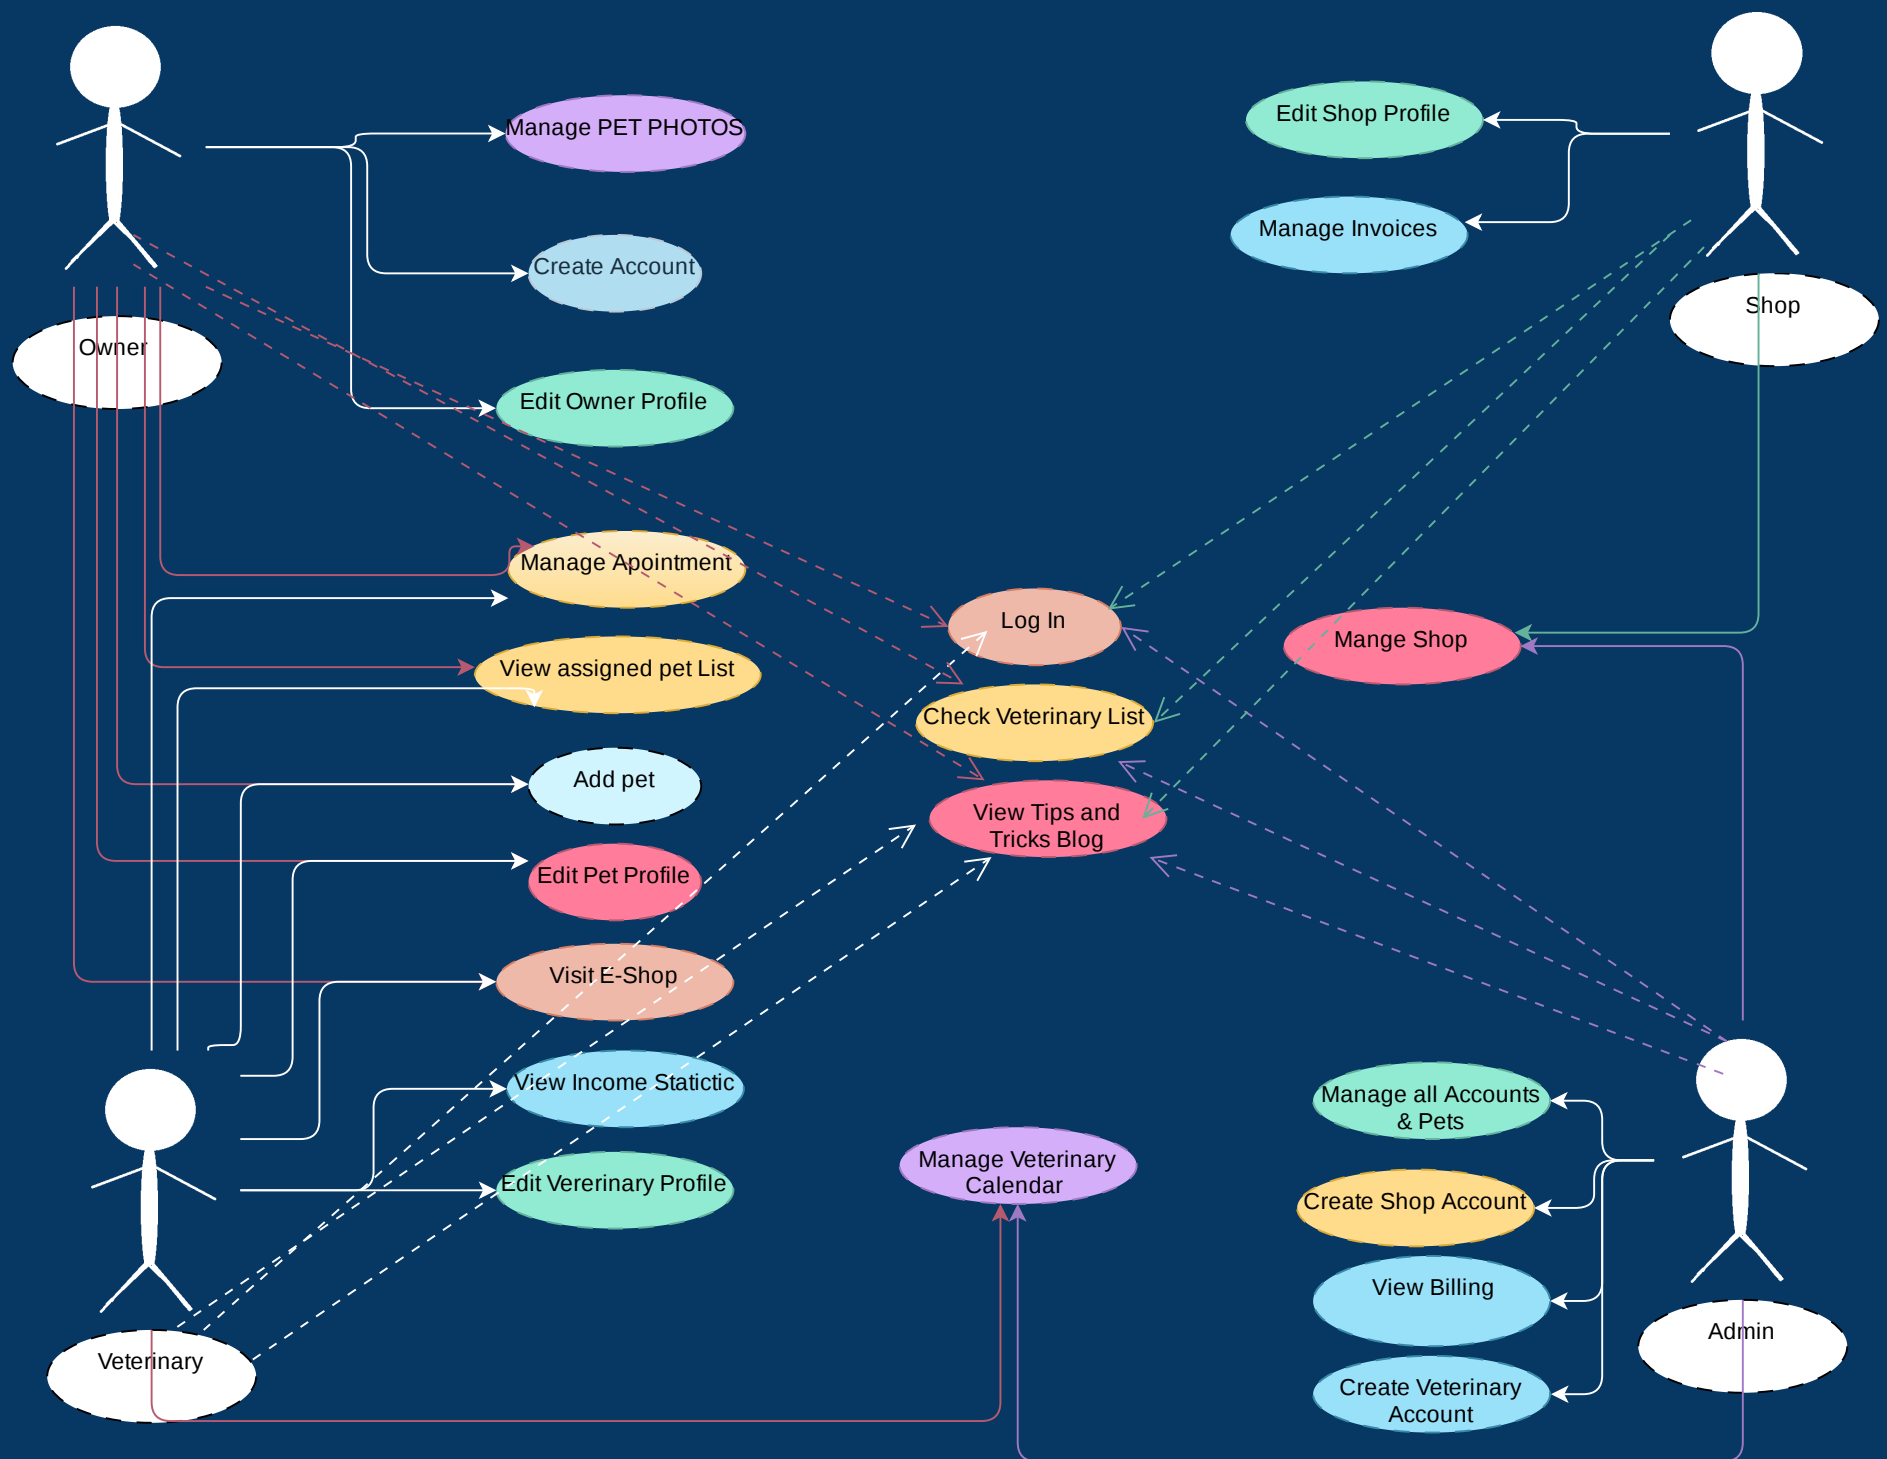 Manage PET PHOTOS
Edit Shop Profile
Manage Invoices
Create Account
Shop
Owner
Edit Owner Profile
Manage Apointment
Log In
Mange Shop
View assigned pet List
Check Veterinary List
Add pet
View Tips and
Tricks Blog
Edit Pet Profile
Visit E-Shop
View Income Statictic
Manage all Accounts
& Pets
Manage Veterinary
Calendar
Edit Vererinary Profile
Create Shop Account
View Billing
Admin
Veterinary
Create Veterinary
Account